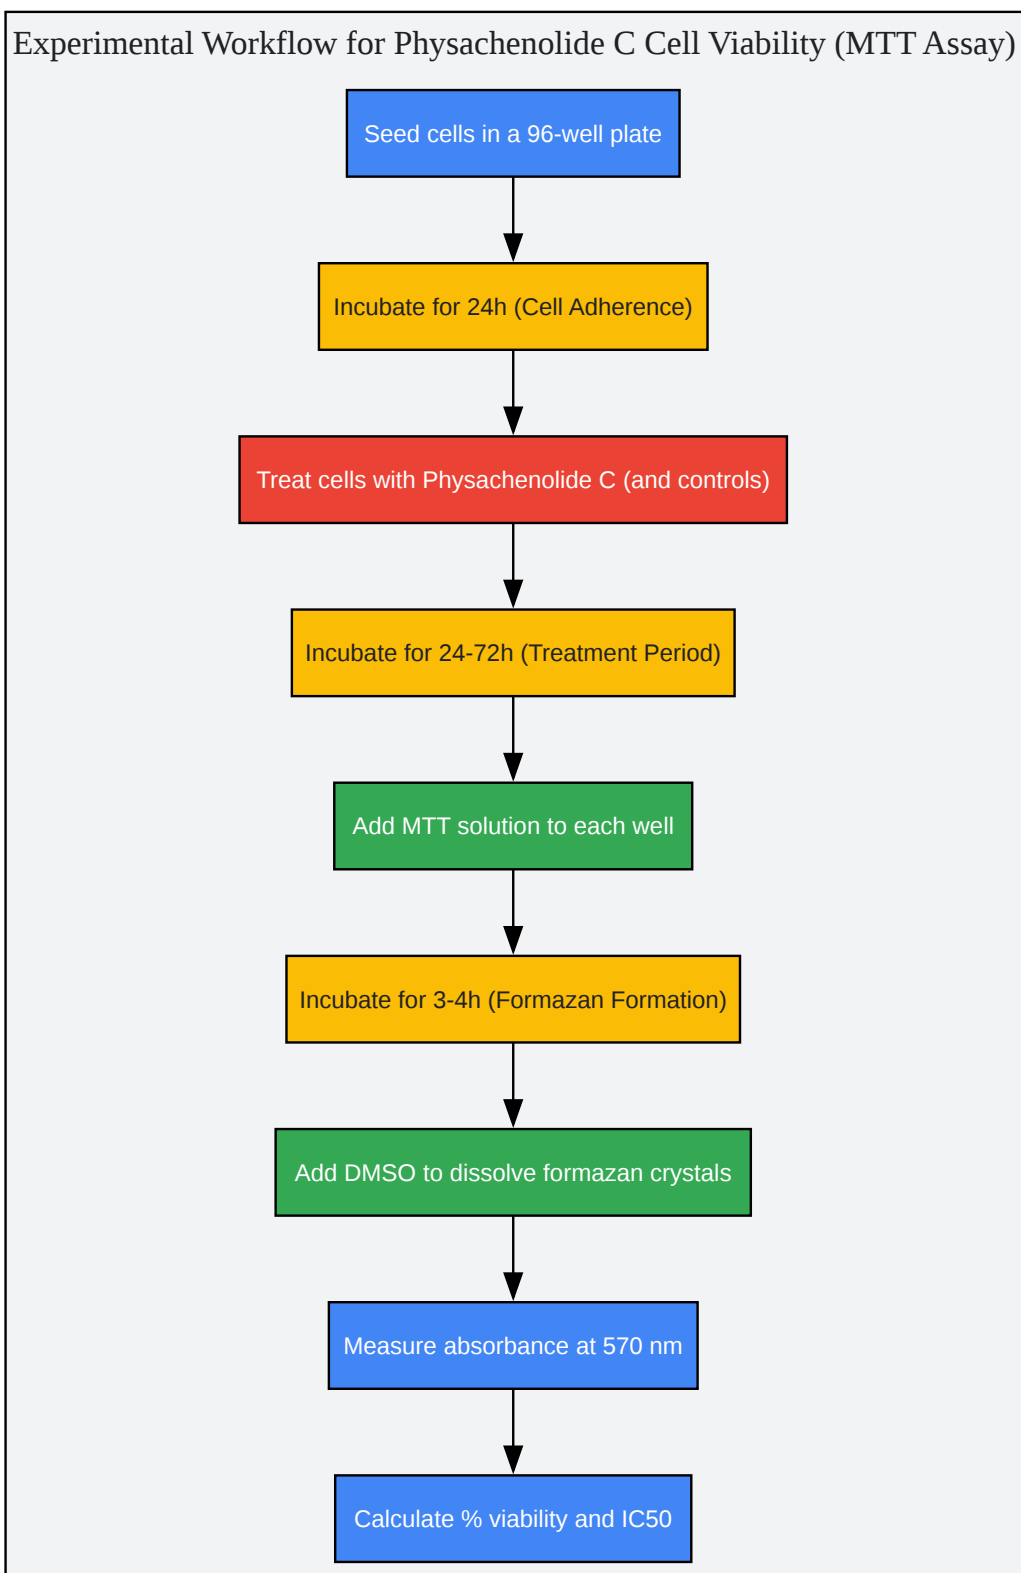 Experimental Workflow for Physachenolide C Cell Viability (MTT Assay)
Seed cells in a 96-well plate
Incubate for 24h (Cell Adherence)
Treat cells with Physachenolide C (and controls)
Incubate for 24-72h (Treatment Period)
Add MTT solution to each well
Incubate for 3-4h (Formazan Formation)
Add DMSO to dissolve formazan crystals
Measure absorbance at 570 nm
Calculate % viability and IC50